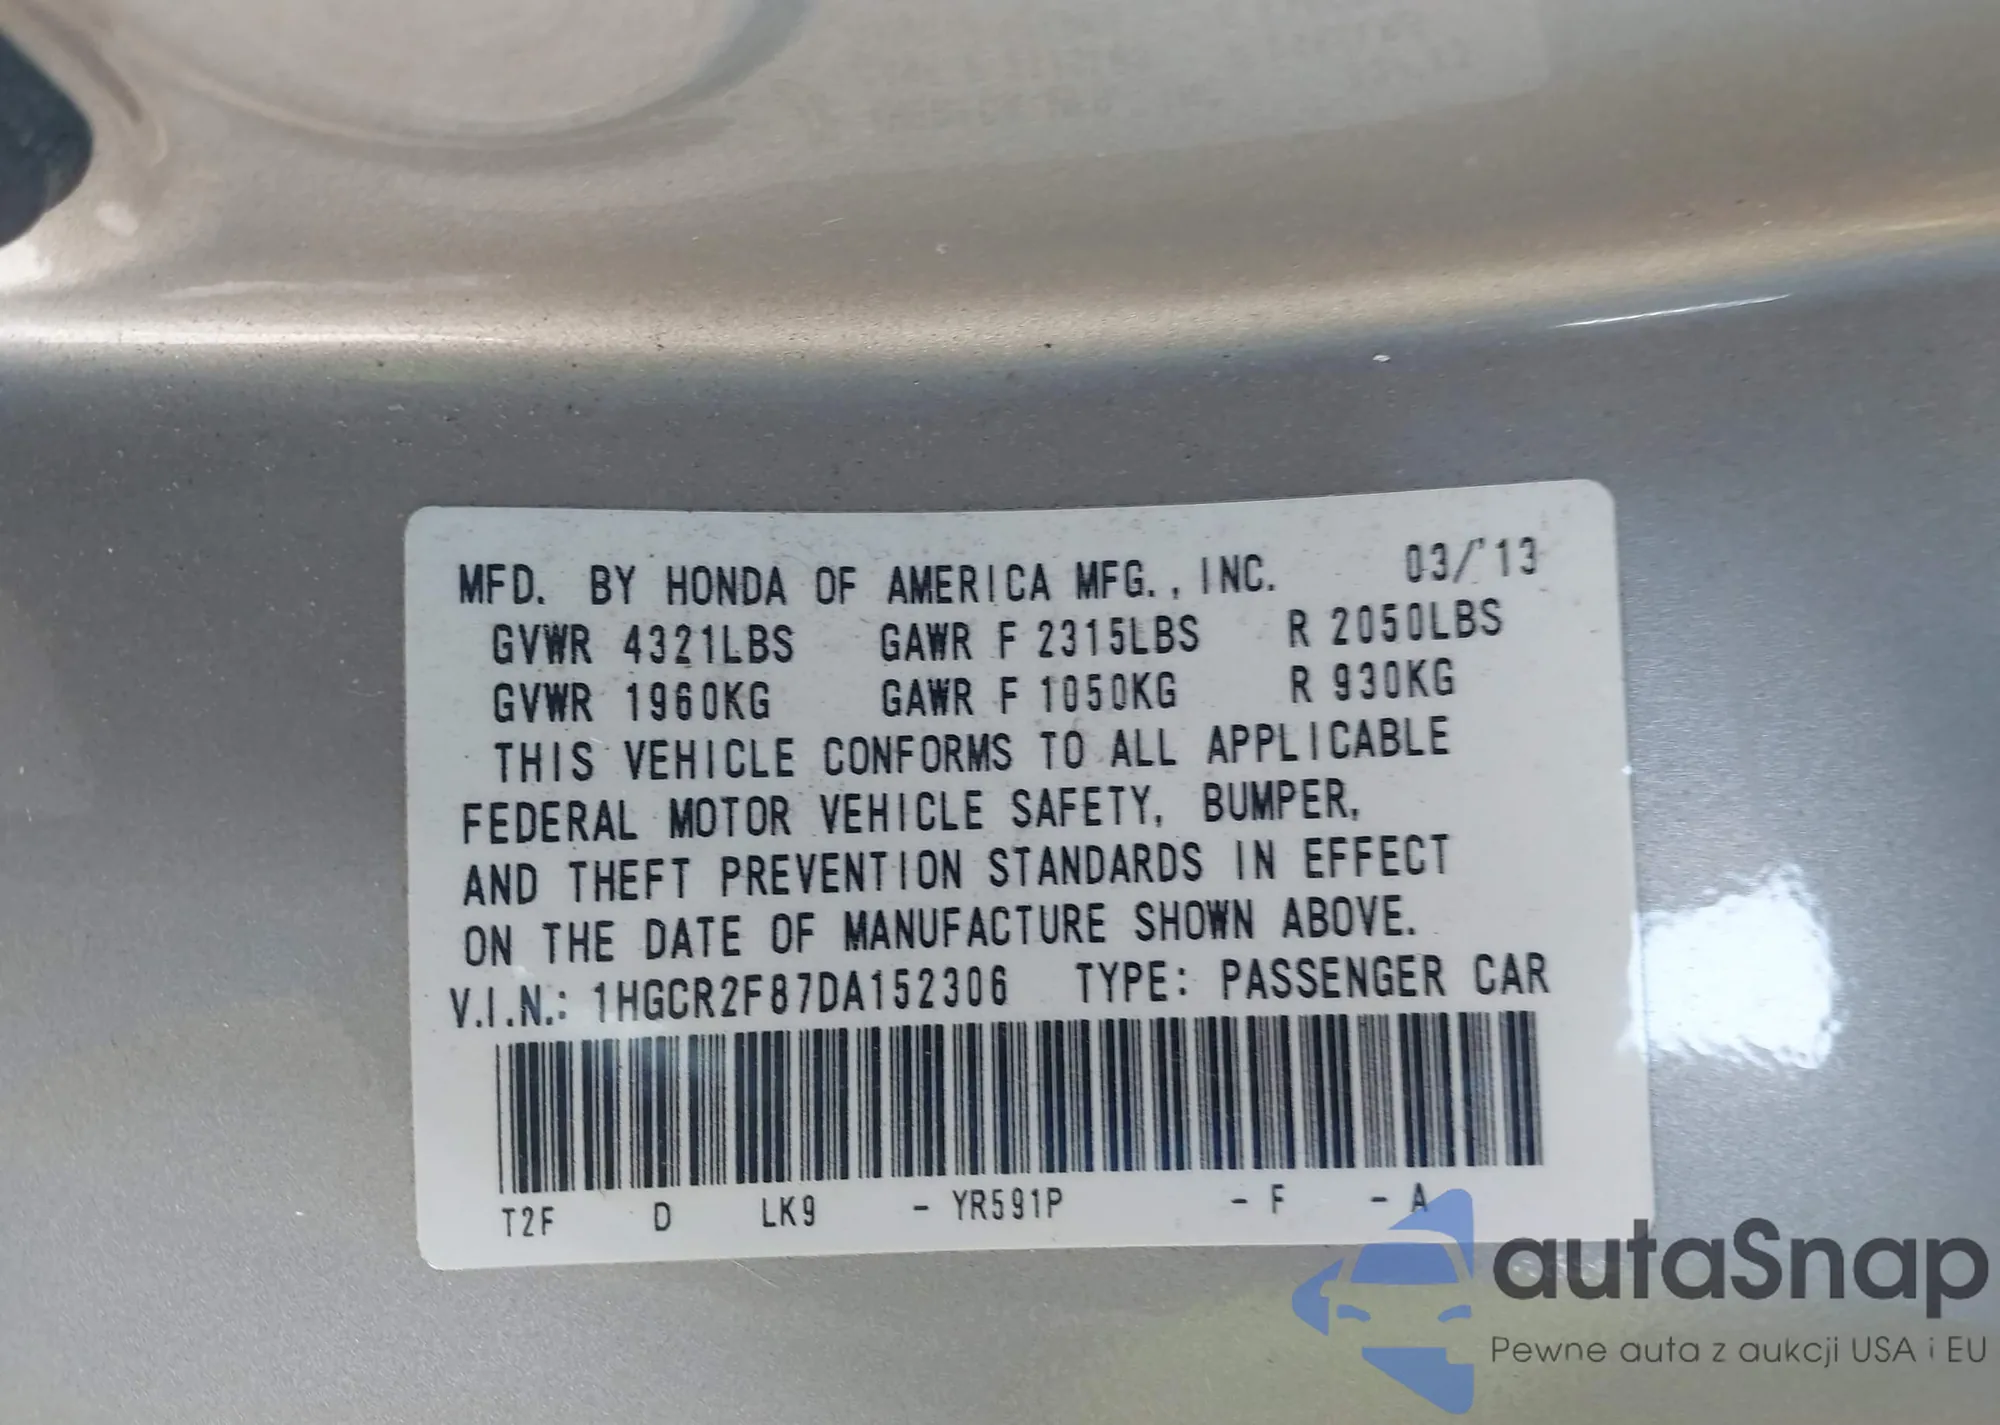 MFD. BY HONDA OF AMERICA MFG., INC. 03/'13
GVWR 4321LBS GAWR F 2315LBS R 2050LBS
GVWR 1960KG GAWR F 1050KG R 930KG
THIS VEHICLE CONFORMS TO ALL APPLICABLE
FEDERAL MOTOR VEHICLE SAFETY, BUMPER,
AND THEFT PREVENTION STANDARDS IN EFFECT
ON THE DATE OF MANUFACTURE SHOWN ABOVE.
V.I.N.: 1HGCR2F87DA152306 TYPE: PASSENGER CAR
T2F D LK9 - YR591P - F - A
autaSnap
Pewne auta z aukcji USA i EU